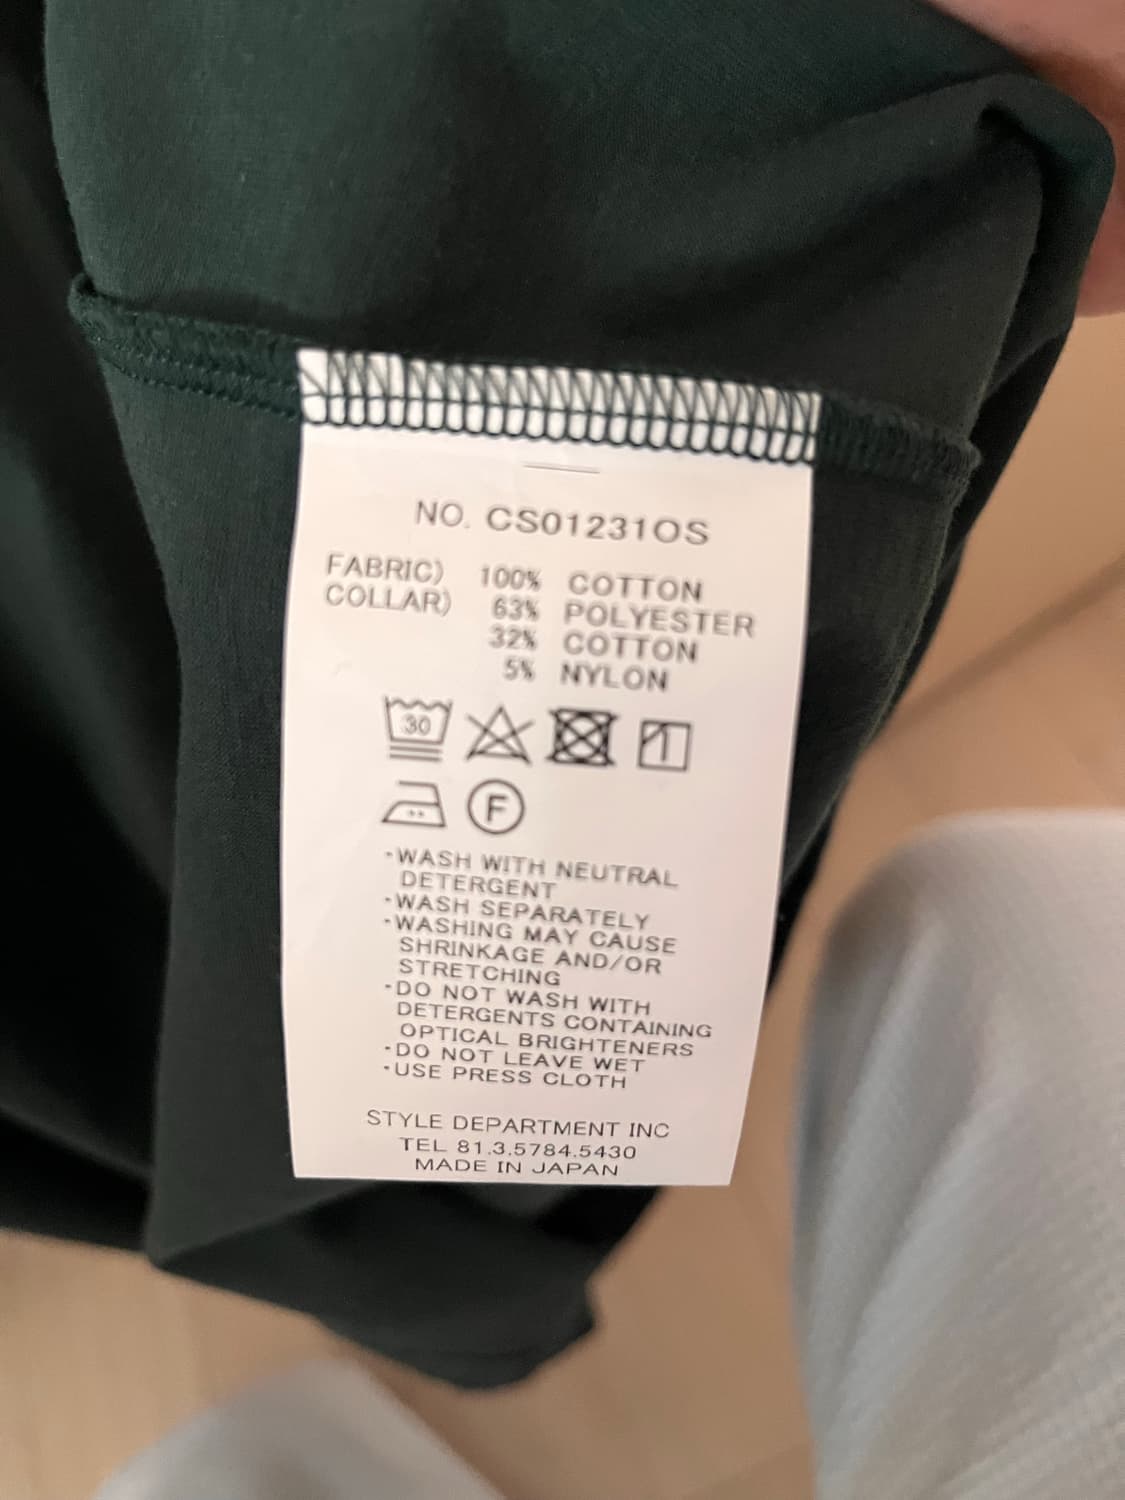 NO. CS01231OS
FABRIC) 100% COTTON
COLLAR) 63% POLYESTER
32% COTTON
5% NYLON
30
F
·WASH WITH NEUTRAL
DETERGENT
·WASH SEPARATELY
·WASHING MAY CAUSE
SHRINKAGE AND/OR
STRETCHING
·DO NOT WASH WITH
DETERGENTS CONTAINING
OPTICAL BRIGHTENERS
·DO NOT LEAVE WET
·USE PRESS CLOTH
STYLE DEPARTMENT INC
TEL 81.3.5784.5430
MADE IN JAPAN